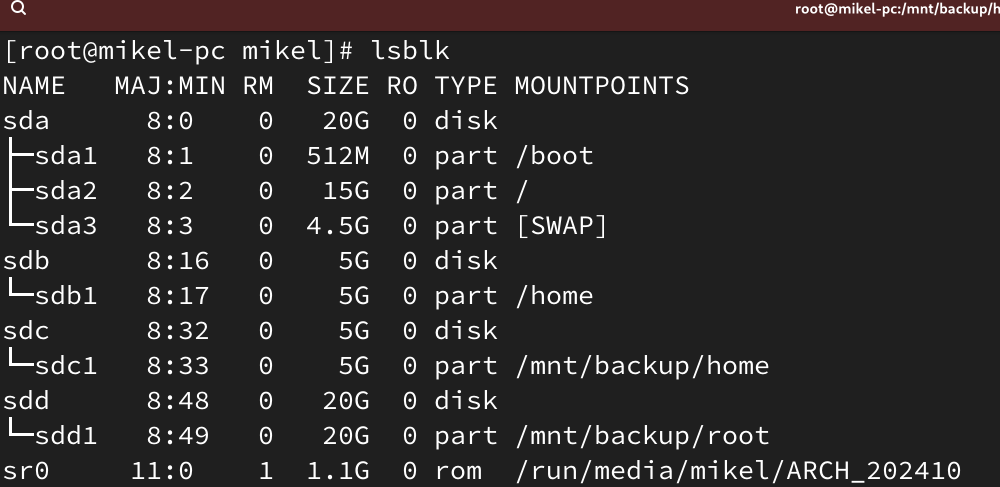 root@mikel-pc:/mnt/backup/h
[root@mikel-pc mikel]# lsblk
NAME   MAJ:MIN RM  SIZE RO TYPE MOUNTPOINTS
sda      8:0    0   20G  0 disk
├─sda1   8:1    0  512M  0 part /boot
├─sda2   8:2    0   15G  0 part /
└─sda3   8:3    0  4.5G  0 part [SWAP]
sdb      8:16   0    5G  0 disk
└─sdb1   8:17   0    5G  0 part /home
sdc      8:32   0    5G  0 disk
└─sdc1   8:33   0    5G  0 part /mnt/backup/home
sdd      8:48   0   20G  0 disk
└─sdd1   8:49   0   20G  0 part /mnt/backup/root
sr0     11:0    1  1.1G  0 rom  /run/media/mikel/ARCH_202410